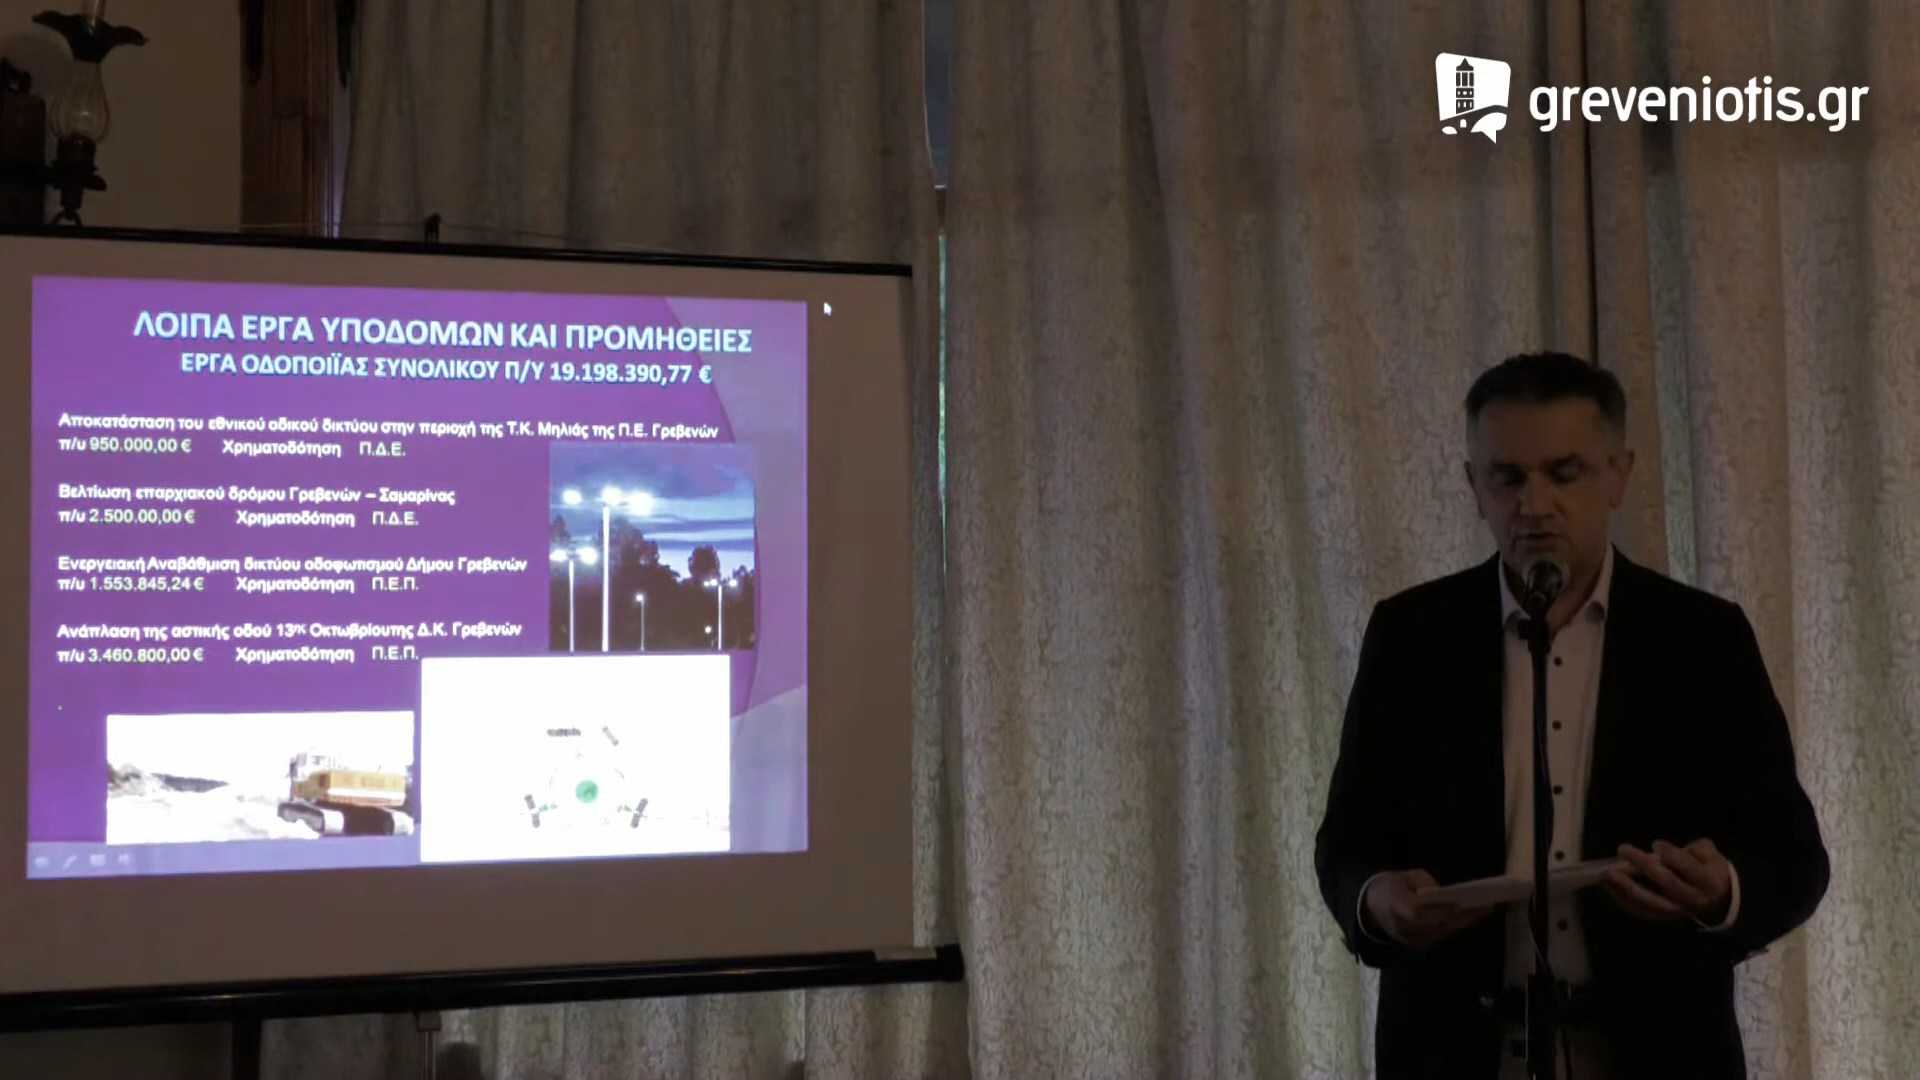 greveniotis.gr
ΛΟΙΠΑ ΕΡΓΑ ΥΠΟΔΟΜΩΝ ΚΑΙ ΠΡΟΜΗΘΕΙΕΣ
ΕΡΓΑ ΟΔΟΠΟΙΪΑΣ ΣΥΝΟΛΙΚΟΥ Π/Υ 19.198.390,77 €
Αποκατάσταση του εθνικού οδικού δικτύου στην περιοχή της Τ.Κ. Μηλιάς της Π.Ε. Γρεβενών
π/υ 950.000,00 € Χρηματοδότηση Π.Δ.Ε.
Βελτίωση επαρχιακού δρόμου Γρεβενών – Σαμαρίνας
π/υ 2.500.00,00 € Χρηματοδότηση Π.Δ.Ε.
Ενεργειακή Αναβάθμιση δικτύου οδοφωτισμού Δήμου Γρεβενών
π/υ 1.553.845,24 € Χρηματοδότηση Π.Ε.Π.
Ανάπλαση της αστικής οδού 13ης Οκτωβρίουτης Δ.Κ. Γρεβενών
π/υ 3.460.800,00 € Χρηματοδότηση Π.Ε.Π.